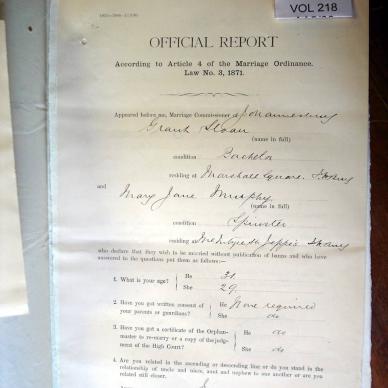 VOL 218
OFFICIAL REPORT
According to Article 4 of the Marriage Ordinance.
Law No. 3, 1871.
Appeared before me, Marriage Commissioner of Johannesburg
Grant Sloan
(name in full)
condition Bachelor
residing at Marshall Square
and
Mary Jane Murphy
(name in full)
condition Spinster
residing at Jeppe's
who declare that they wish to be married without publication of banns and who have
answered to the questions put them as follows:—
1. What is your age? { He 31.
She 29
2. Have you got written consent of
your parents or guardians? { He None required
She do
3. Have you got a certificate of the Orphan-
master to re-marry or a copy of the judg-
ment of the High Court? { He do
She do
4. Are you related in the ascending or descending line or do you stand in the
relationship of uncle and niece, aunt and nephew to one another or are you
related still closer.